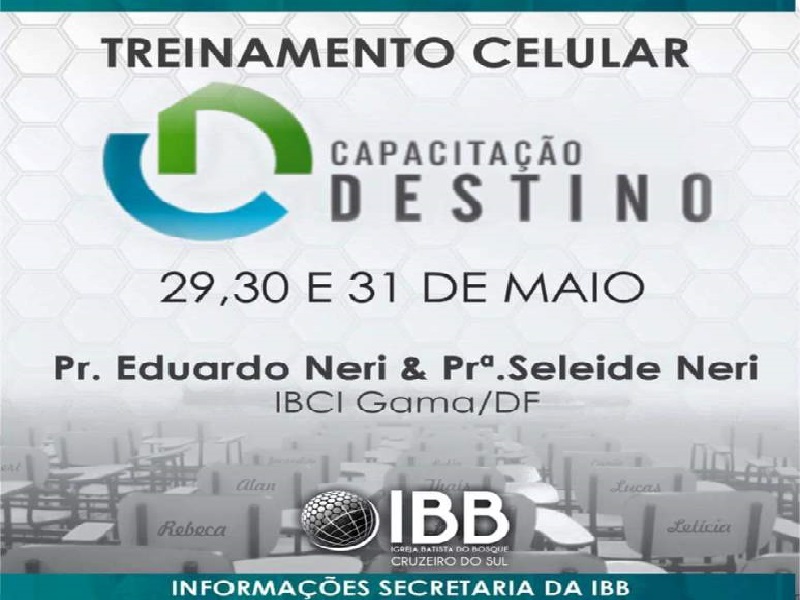 TREINAMENTO CELULAR
CAPACITAÇÃO
DESTINO
29,30 E 31 DE MAIO
Pr. Eduardo Neri & Prª.Seleide Neri
IBCI Gama/DF
Alan
Thais
Lucas
Rebeca
Letícia
IBB
IGREJA BATISTA DO BOSQUE
CRUZEIRO DO SUL
INFORMAÇÕES SECRETARIA DA IBB